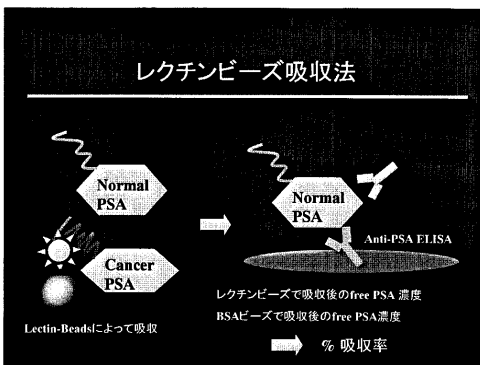 レクチンビーズ吸収法
Normal
PSA
Cancer
PSA
Lectin-Beadsによって吸収
Normal
PSA
Anti-PSA ELISA
レクチンビーズで吸収後のfree PSA 濃度
BSAビーズで吸収後のfree PSA濃度
% 吸収率